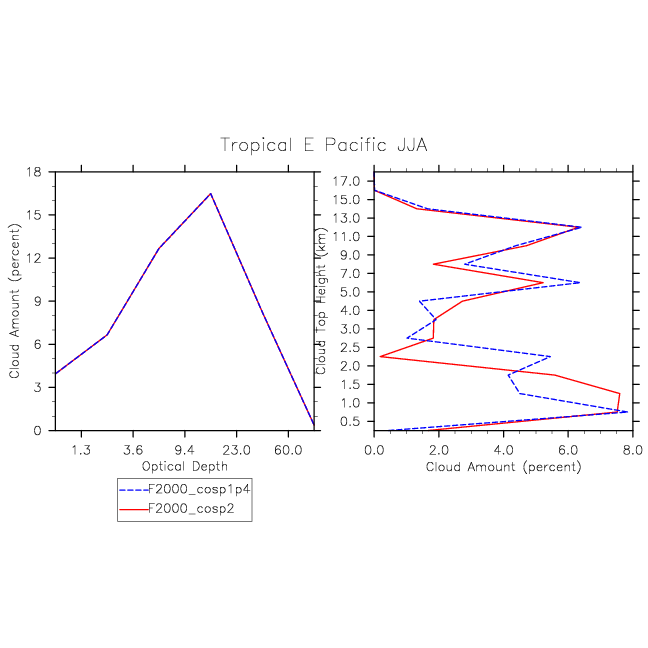 Tropical E Pacific JJA
Cloud Amount (percent)
18
15
12
9
6
3
0
1.3 3.6 9.4 23.0 60.0
Optical Depth
Cloud Top Height (km)
17.0
15.0
13.0
11.0
9.0
7.0
5.0
4.0
3.0
2.5
2.0
1.5
1.0
0.5
0.0 2.0 4.0 6.0 8.0
Cloud Amount (percent)
F2000_cosp1p4
F2000_cosp2